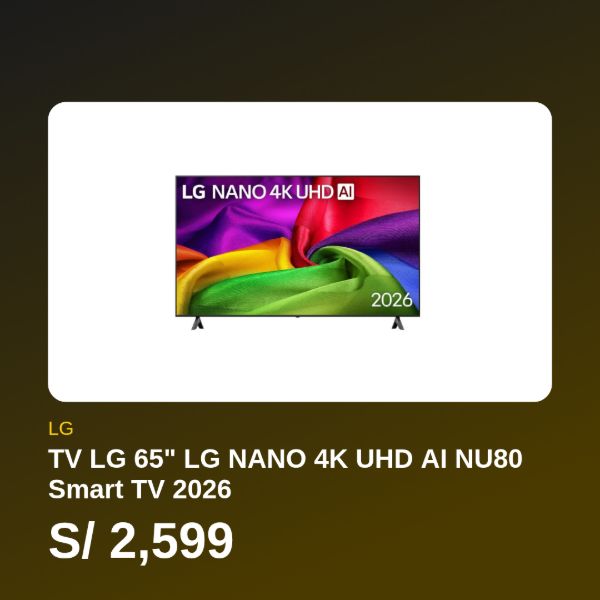 LG NANO 4K UHD AI
2026
LG
TV LG 65" LG NANO 4K UHD AI NU80
Smart TV 2026
S/ 2,599